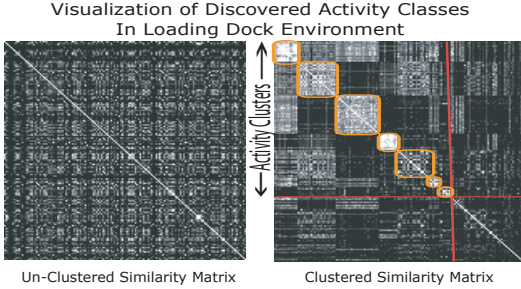 Visualization of Discovered Activity Classes
In Loading Dock Environment
Activity Clusters
Un-Clustered Similarity Matrix
Clustered Similarity Matrix